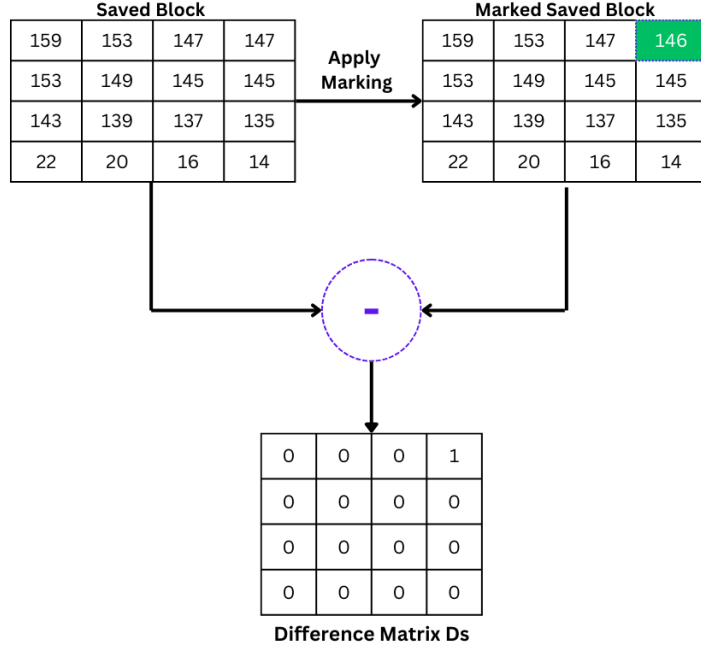 Saved Block
Marked Saved Block
159 153 147 147
153 149 145 145
143 139 137 135
22 20 16 14
Apply
Marking
159 153 147 146
153 149 145 145
143 139 137 135
22 20 16 14
-
0 0 0 1
0 0 0 0
0 0 0 0
0 0 0 0
Difference Matrix Ds